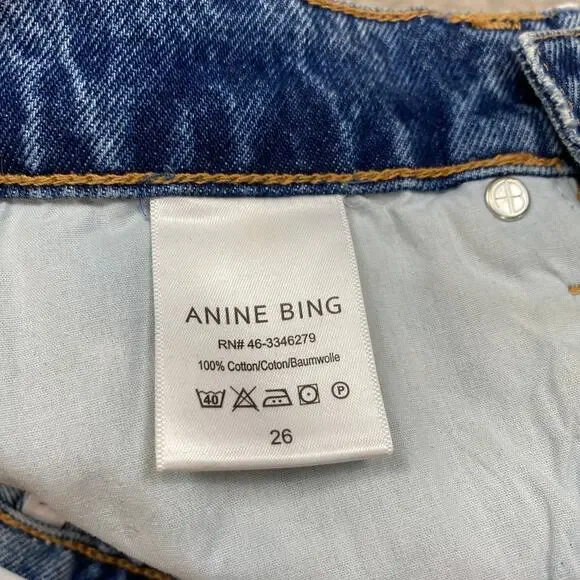 ANINE BING
RN# 46-3346279
100% Cotton/Coton/Baumwolle
40 P
26